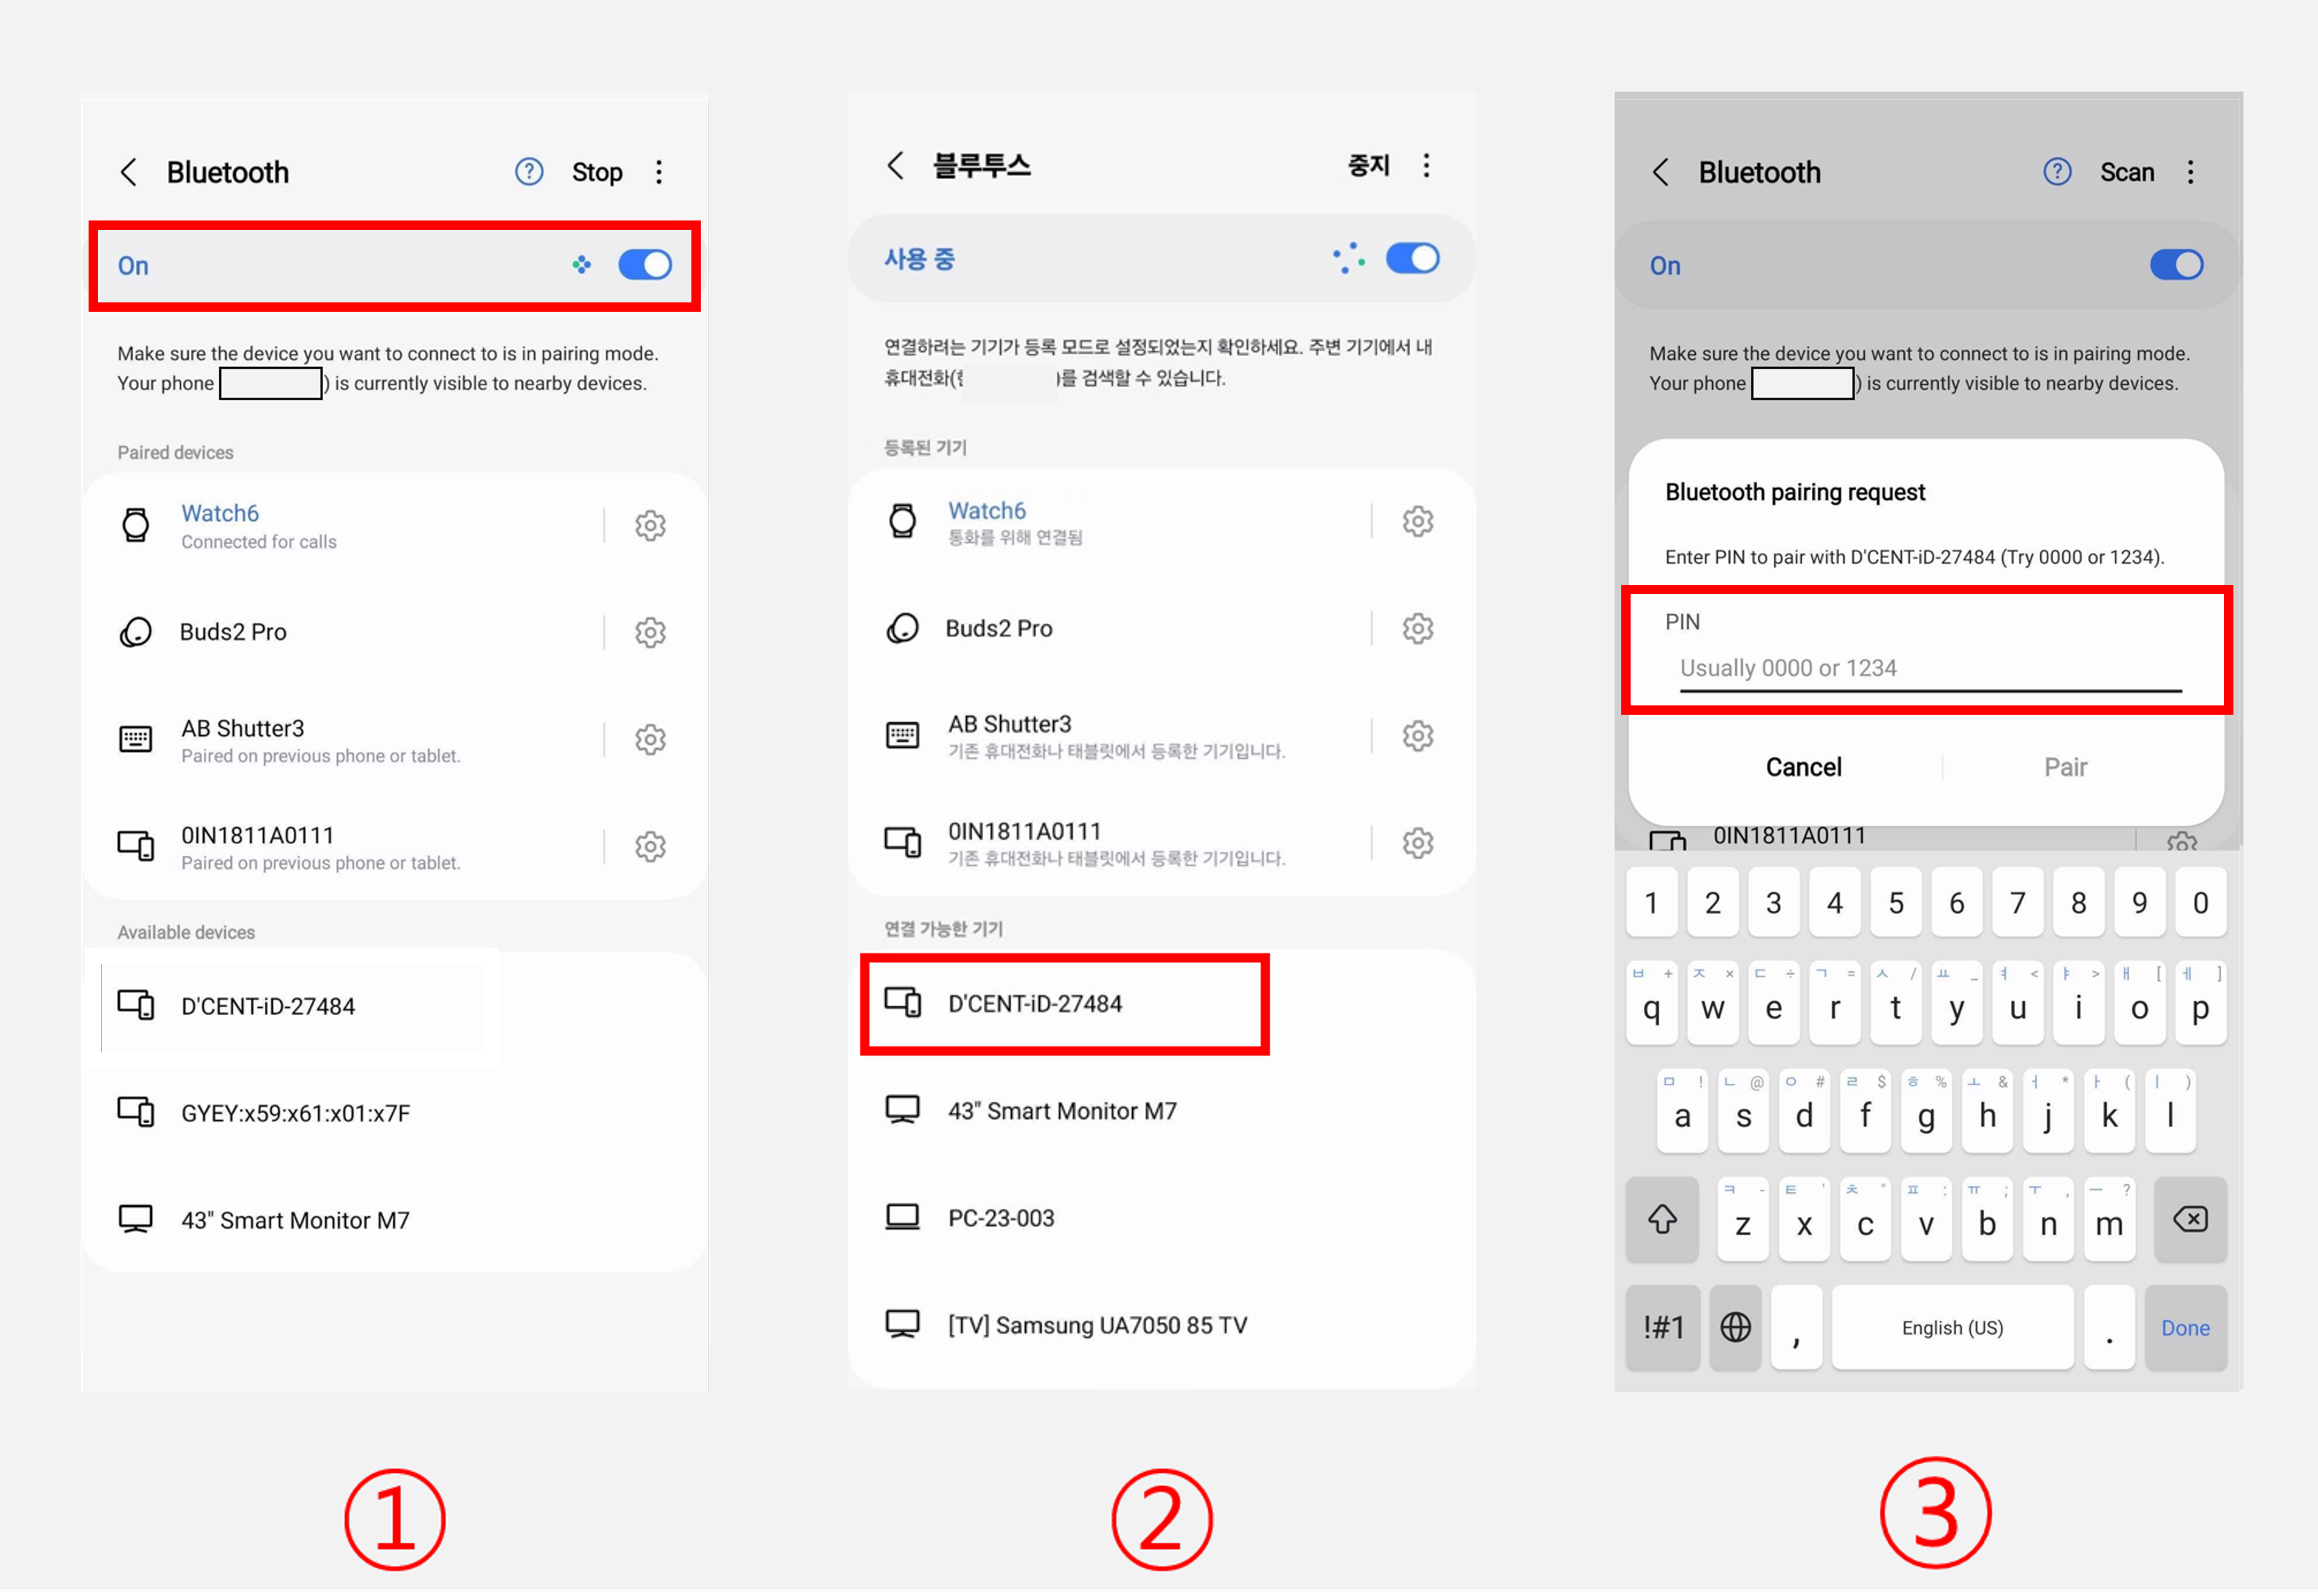 Bluetooth
Stop
On
Make sure the device you want to connect to is in pairing mode.
Your phone ) is currently visible to nearby devices.
Paired devices
Watch6
Connected for calls
Buds2 Pro
AB Shutter3
Paired on previous phone or tablet.
0IN1811A0111
Paired on previous phone or tablet.
Available devices
D'CENT-iD-27484
GYEY:x59:x61:x01:x7F
43" Smart Monitor M7
①
블루투스
중지
사용 중
연결하려는 기기가 등록 모드로 설정되었는지 확인하세요. 주변 기기에서 내
휴대전화( )를 검색할 수 있습니다.
등록된 기기
Watch6
통화를 위해 연결됨
Buds2 Pro
AB Shutter3
기존 휴대전화나 태블릿에서 등록한 기기입니다.
0IN1811A0111
기존 휴대전화나 태블릿에서 등록한 기기입니다.
연결 가능한 기기
D'CENT-iD-27484
43" Smart Monitor M7
PC-23-003
[TV] Samsung UA7050 85 TV
②
Bluetooth
Scan
On
Make sure the device you want to connect to is in pairing mode.
Your phone ) is currently visible to nearby devices.
Bluetooth pairing request
Enter PIN to pair with D'CENT-iD-27484 (Try 0000 or 1234).
PIN
Usually 0000 or 1234
Cancel
Pair
0IN1811A0111
1 2 3 4 5 6 7 8 9 0
ㅂ + ㅈ × ㄷ ÷ ㄱ = ㅅ / ㅛ _ ㅕ < ㅑ > ㅐ [ ㅔ ]
q w e r t y u i o p
ㅁ ! ㄴ @ ㅇ # ㄹ $ ㅎ % ㅗ & ㅓ * ㅏ ( ㅣ )
a s d f g h j k l
ㅋ - ㅌ ' ㅊ " ㅍ : ㅠ ; ㅜ , ㅡ ?
z x c v b n m
!#1 , English (US) . Done
③